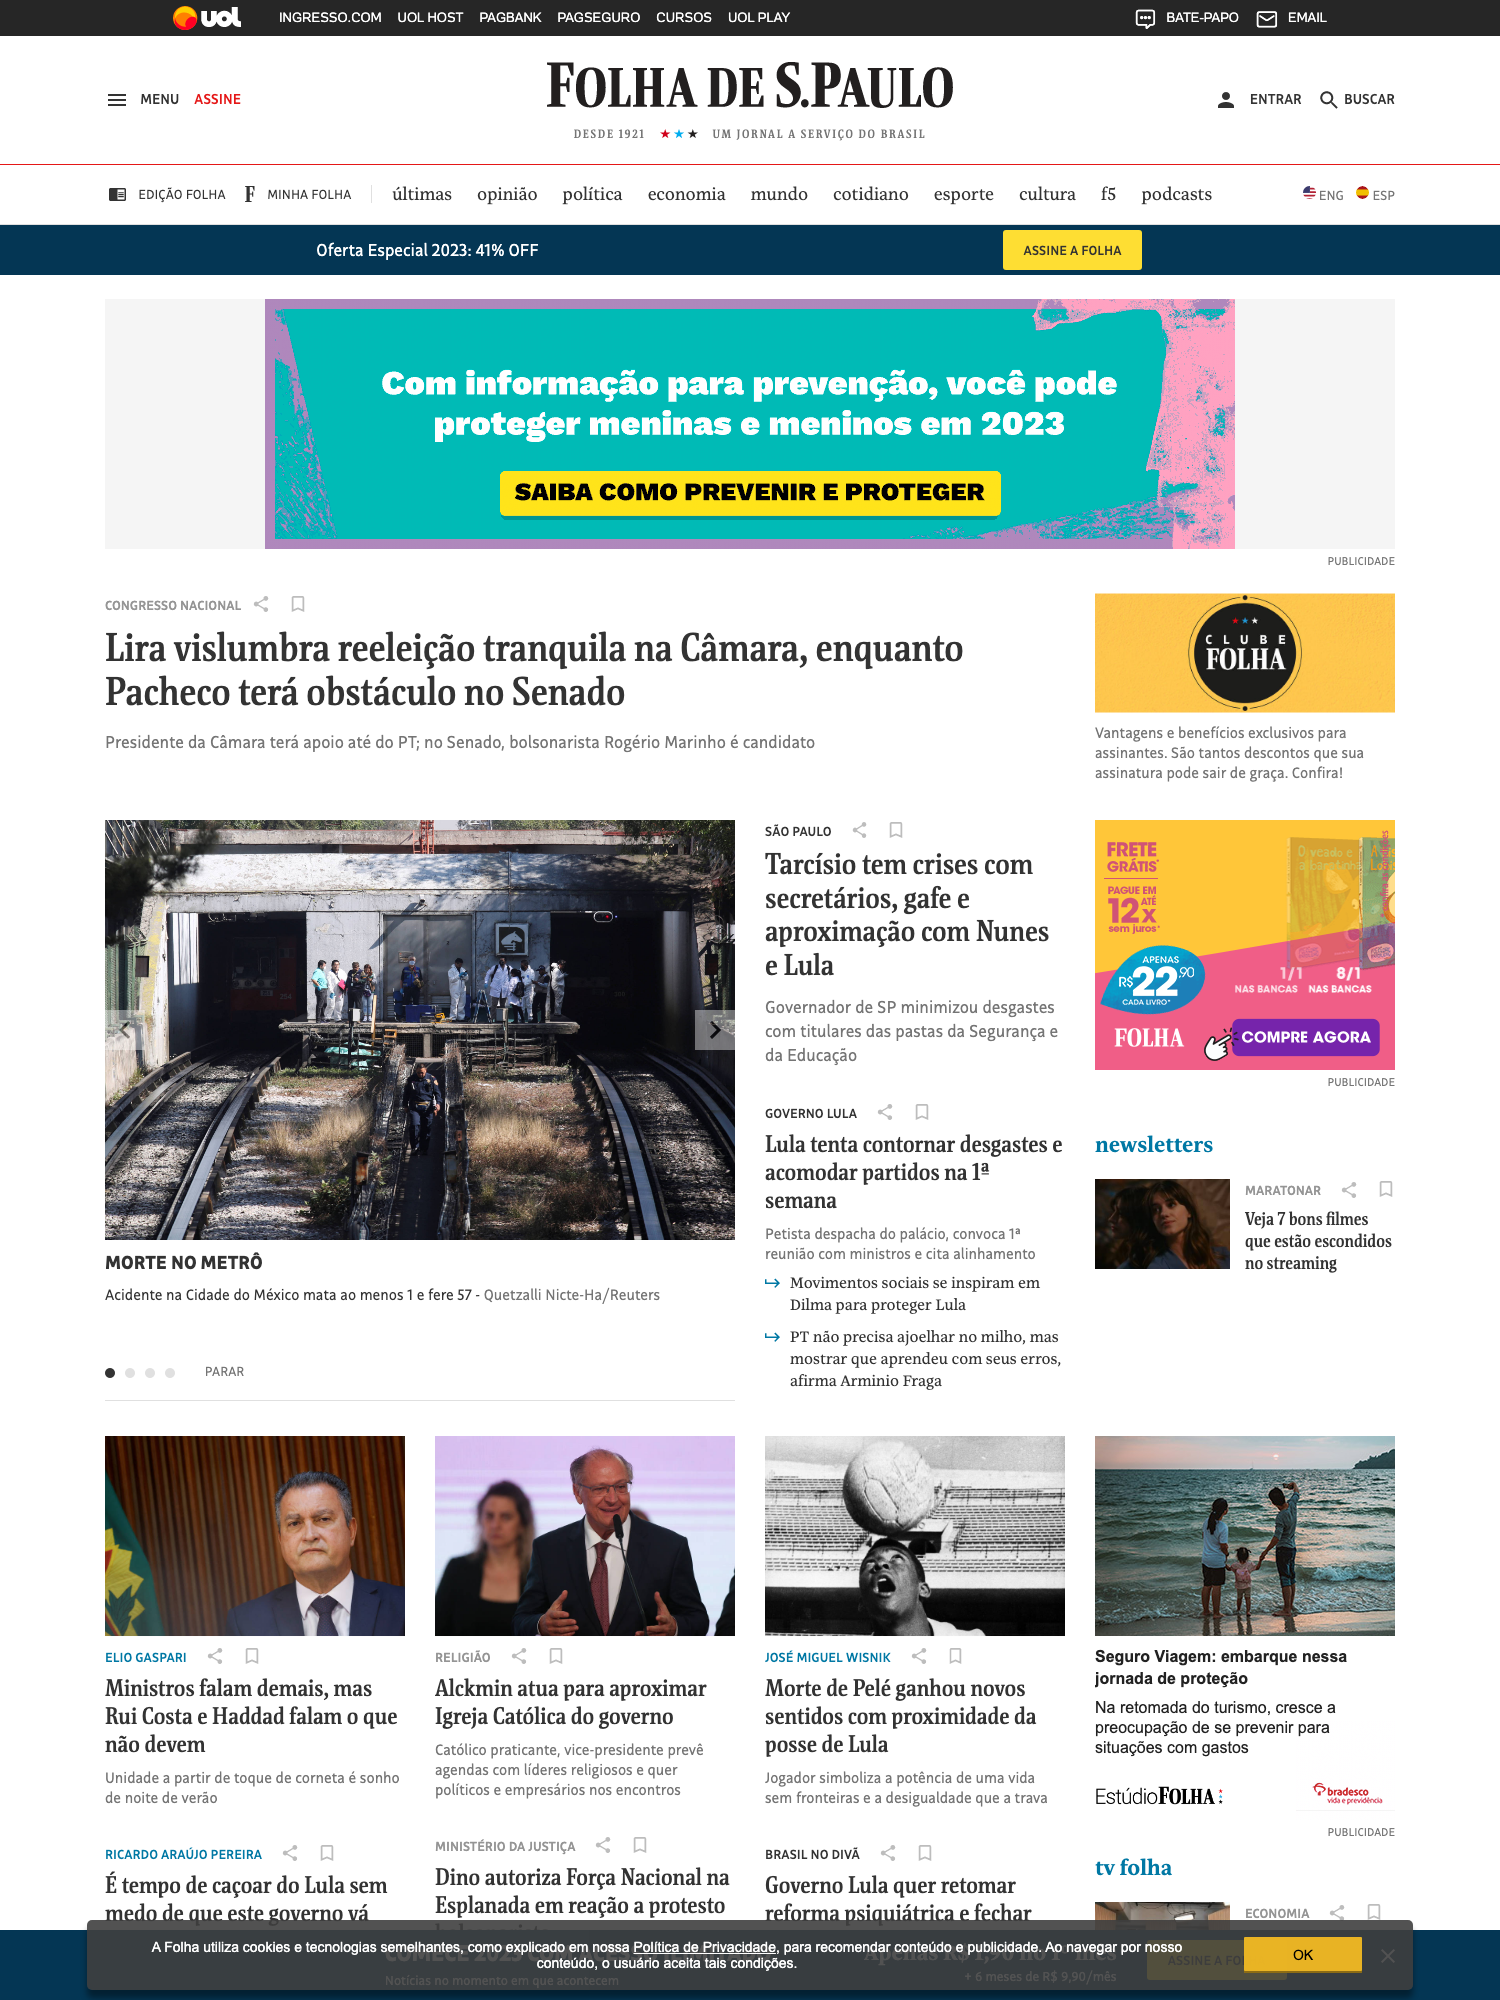 uol INGRESSO.COM UOL HOST PAGBANK PAGSEGURO CURSOS UOL PLAY BATE-PAPO EMAIL
MENU ASSINE
FOLHA DE S.PAULO
DESDE 1921 ★★★ UM JORNAL A SERVIÇO DO BRASIL
ENTRAR BUSCAR
EDIÇÃO FOLHA F MINHA FOLHA últimas opinião política economia mundo cotidiano esporte cultura f5 podcasts ENG ESP
Oferta Especial 2023: 41% OFF ASSINE A FOLHA
Com informação para prevenção, você pode
proteger meninas e meninos em 2023
SAIBA COMO PREVENIR E PROTEGER
PUBLICIDADE
CONGRESSO NACIONAL
Lira vislumbra reeleição tranquila na Câmara, enquanto
Pacheco terá obstáculo no Senado
Presidente da Câmara terá apoio até do PT; no Senado, bolsonarista Rogério Marinho é candidato
CLUBE
FOLHA
Vantagens e benefícios exclusivos para
assinantes. São tantos descontos que sua
assinatura pode sair de graça. Confira!
MORTE NO METRÔ
Acidente na Cidade do México mata ao menos 1 e fere 57 - Quetzalli Nicte-Ha/Reuters
PARAR
SÃO PAULO
Tarcísio tem crises com
secretários, gafe e
aproximação com Nunes
e Lula
Governador de SP minimizou desgastes
com titulares das pastas da Segurança e
da Educação
GOVERNO LULA
Lula tenta contornar desgastes e
acomodar partidos na 1ª
semana
Petista despacha do palácio, convoca 1ª
reunião com ministros e cita alinhamento
Movimentos sociais se inspiram em
Dilma para proteger Lula
PT não precisa ajoelhar no milho, mas
mostrar que aprendeu com seus erros,
afirma Arminio Fraga
FRETE
GRÁTIS*
PAGUE EM
ATÉ
12x
sem juros*
APENAS
R$22,90
CADA LIVRO*
1/1 8/1
NAS BANCAS NAS BANCAS
FOLHA COMPRE AGORA
PUBLICIDADE
newsletters
MARATONAR
Veja 7 bons filmes
que estão escondidos
no streaming
ELIO GASPARI
Ministros falam demais, mas
Rui Costa e Haddad falam o que
não devem
Unidade a partir de toque de corneta é sonho
de noite de verão
RELIGIÃO
Alckmin atua para aproximar
Igreja Católica do governo
Católico praticante, vice-presidente prevê
agendas com líderes religiosos e quer
políticos e empresários nos encontros
JOSÉ MIGUEL WISNIK
Morte de Pelé ganhou novos
sentidos com proximidade da
posse de Lula
Jogador simboliza a potência de uma vida
sem fronteiras e a desigualdade que a trava
Seguro Viagem: embarque nessa
jornada de proteção
Na retomada do turismo, cresce a
preocupação de se prevenir para
situações com gastos
EstúdioFOLHA
bradesco
vida e previdência
PUBLICIDADE
RICARDO ARAÚJO PEREIRA
É tempo de caçoar do Lula sem
medo de que este governo vá
MINISTÉRIO DA JUSTIÇA
Dino autoriza Força Nacional na
Esplanada em reação a protesto
BRASIL NO DIVÃ
Governo Lula quer retomar
reforma psiquiátrica e fechar
tv folha
ECONOMIA
A Folha utiliza cookies e tecnologias semelhantes, como explicado em nossa Política de Privacidade, para recomendar conteúdo e publicidade. Ao navegar por nosso
conteúdo, o usuário aceita tais condições.
OK
Notícias no momento em que acontecem
+ 6 meses de R$ 9,90/mês
ASSINE A FO